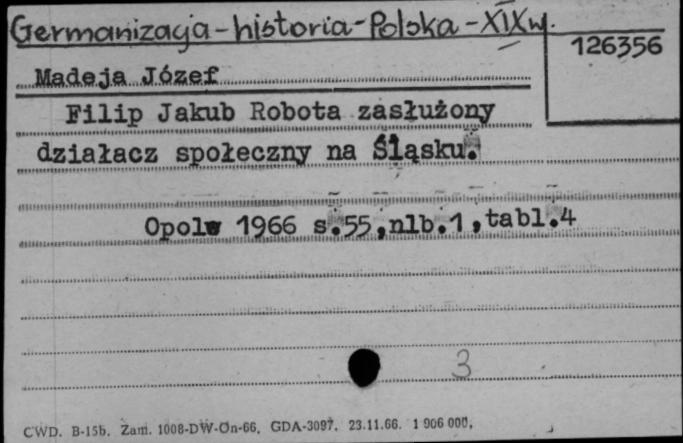 Germanizacja - historia - Polska - XIX w.
126356
Madeja Józef
Filip Jakub Robota zasłużony
działacz społeczny na Śląsku.
Opole 1966 s.55,nlb.1,tabl.4
3
CWD. B-15b. Zam. 1008-DW-On-66. GDA-3097. 23.11.66. 1 906 000.